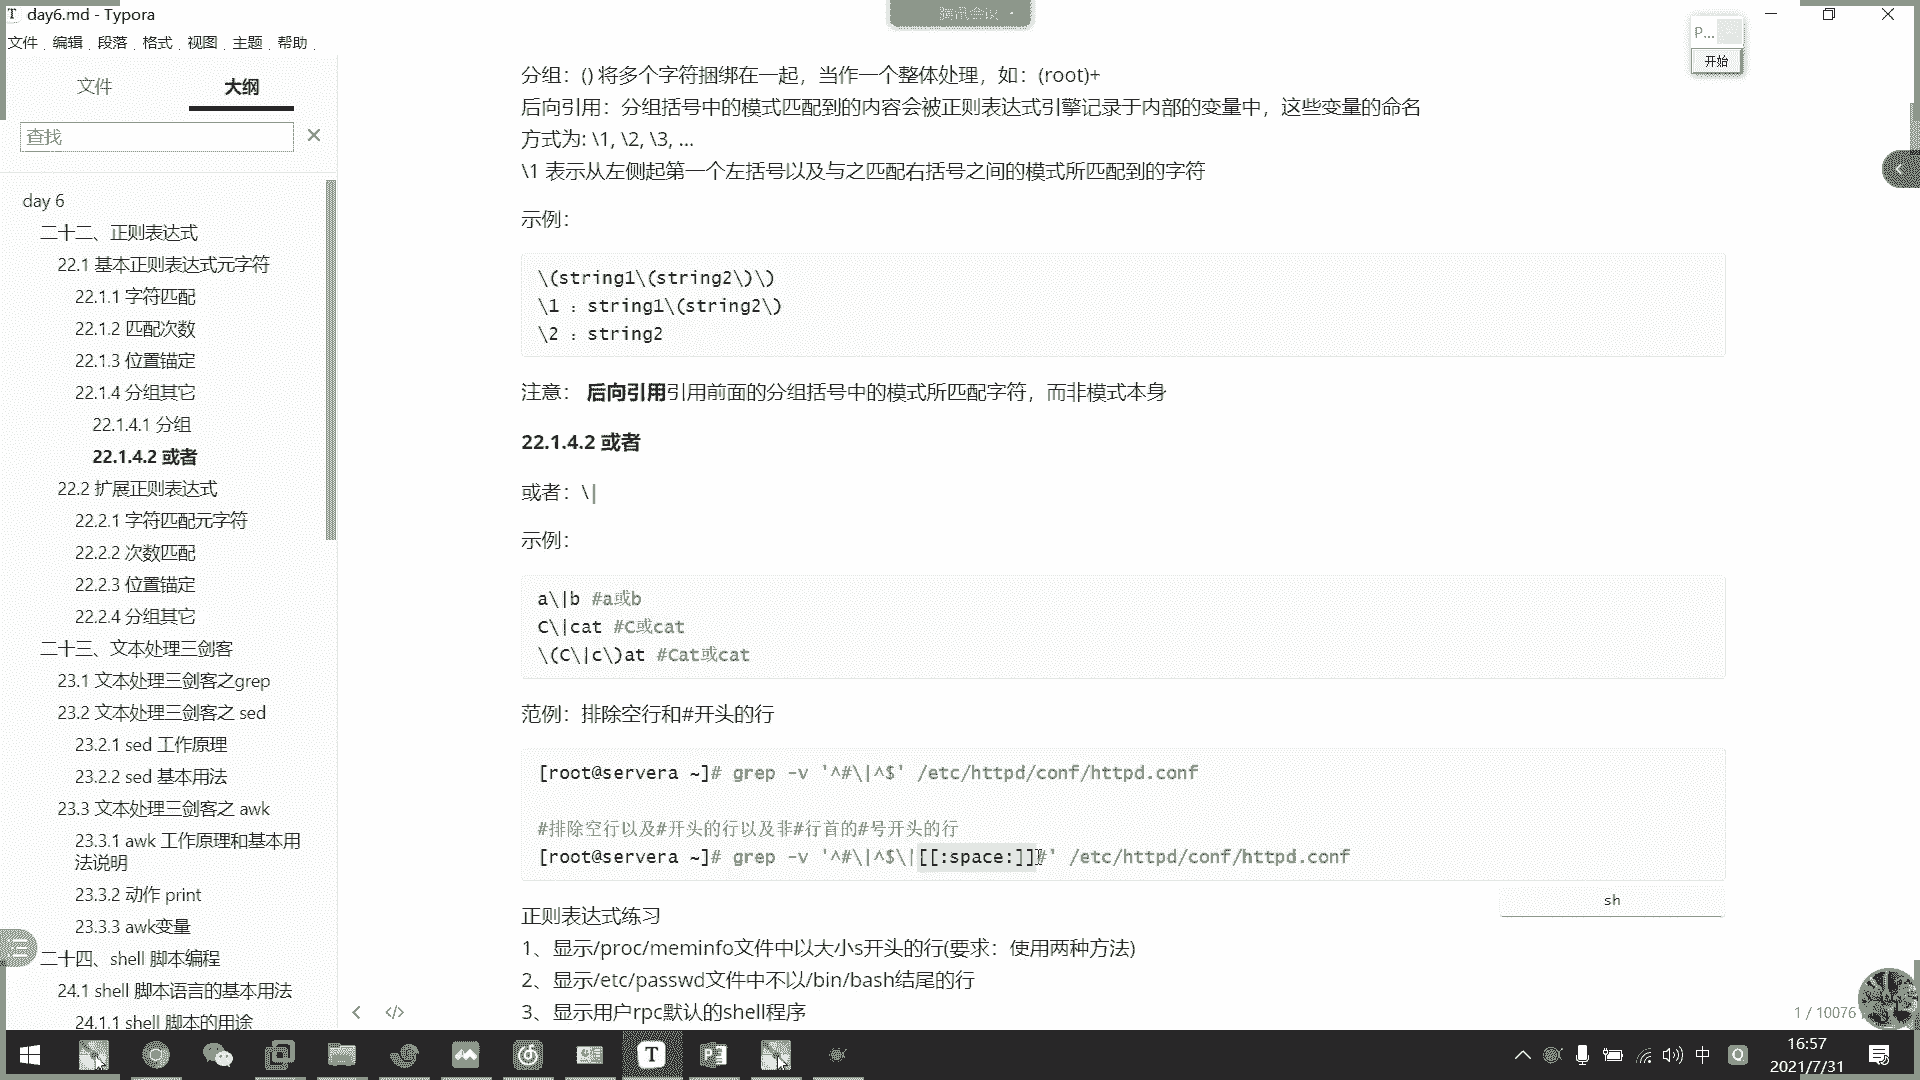 day6.md - Typora
腾讯会议
文件 编辑 段落 格式 视图 主题 帮助
P...
开始
文件 大纲
查找
day 6
二十二、正则表达式
22.1 基本正则表达式元字符
22.1.1 字符匹配
22.1.2 匹配次数
22.1.3 位置锚定
22.1.4 分组其它
22.1.4.1 分组
22.1.4.2 或者
22.2 扩展正则表达式
22.2.1 字符匹配元字符
22.2.2 次数匹配
22.2.3 位置锚定
22.2.4 分组其它
二十三、文本处理三剑客
23.1 文本处理三剑客之grep
23.2 文本处理三剑客之 sed
23.2.1 sed 工作原理
23.2.2 sed 基本用法
23.3 文本处理三剑客之 awk
23.3.1 awk 工作原理和基本用
法说明
23.3.2 动作 print
23.3.3 awk变量
二十四、shell 脚本编程
24.1 shell 脚本语言的基本用法
24.1.1 shell 脚本的用途
分组：() 将多个字符捆绑在一起，当作一个整体处理，如：(root)+
后向引用：分组括号中的模式匹配到的内容会被正则表达式引擎记录于内部的变量中，这些变量的命名
方式为: \1, \2, \3, ...
\1 表示从左侧起第一个左括号以及与之匹配右括号之间的模式所匹配到的字符
示例：
\(string1\(string2\)\)
\1 ：string1\(string2\)
\2 ：string2
注意： 后向引用引用前面的分组括号中的模式所匹配字符，而非模式本身
22.1.4.2 或者
或者：\|
示例：
a\|b #a或b
C\|cat #C或cat
\(C\|c\)at #Cat或cat
范例：排除空行和#开头的行
[root@servera ~]# grep -v '^#\|^$' /etc/httpd/conf/httpd.conf
#排除空行以及#开头的行以及非#行首的#号开头的行
[root@servera ~]# grep -v '^#\|^$\|[[:space:]]#' /etc/httpd/conf/httpd.conf
sh
正则表达式练习
1、显示/proc/meminfo文件中以大小s开头的行(要求：使用两种方法)
2、显示/etc/passwd文件中不以/bin/bash结尾的行
3、显示用户rpc默认的shell程序
1 / 10076
中
16:57
2021/7/31